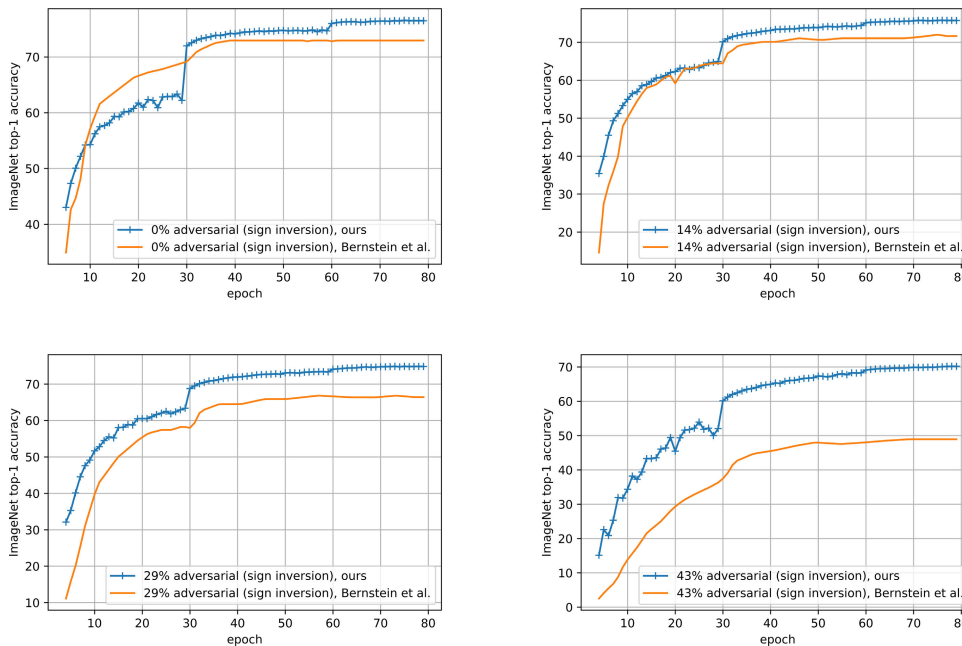 ImageNet top-1 accuracy
70
60
50
40
0% adversarial (sign inversion), ours
0% adversarial (sign inversion), Bernstein et al.
10 20 30 40 50 60 70 80
epoch
ImageNet top-1 accuracy
70
60
50
40
30
20
14% adversarial (sign inversion), ours
14% adversarial (sign inversion), Bernstein et al.
10 20 30 40 50 60 70 80
epoch
ImageNet top-1 accuracy
70
60
50
40
30
20
10
29% adversarial (sign inversion), ours
29% adversarial (sign inversion), Bernstein et al.
10 20 30 40 50 60 70 80
epoch
ImageNet top-1 accuracy
70
60
50
40
30
20
10
0
43% adversarial (sign inversion), ours
43% adversarial (sign inversion), Bernstein et al.
10 20 30 40 50 60 70 80
epoch